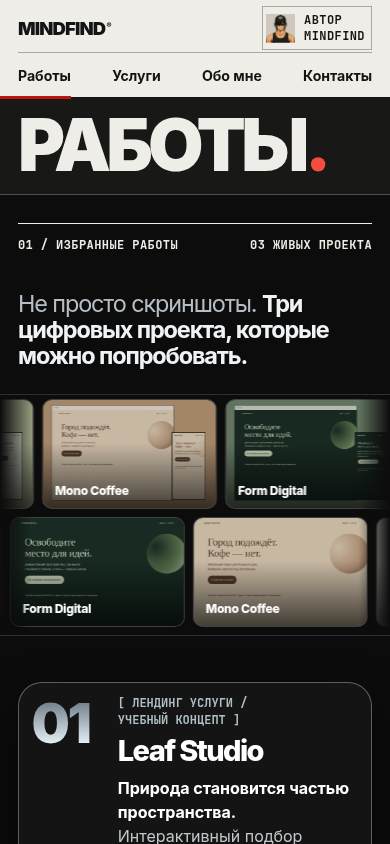 MINDFIND®
АВТОР
MINDFIND
Работы
Услуги
Обо мне
Контакты
РАБОТЫ.
01 / ИЗБРАННЫЕ РАБОТЫ
03 ЖИВЫХ ПРОЕКТА
Не просто скриншоты. Три
цифровых проекта, которые
можно попробовать.
Город подождёт.
Кофе — нет.
Mono Coffee
Освободите
место для идей.
Form Digital
Освободите
место для идей.
Form Digital
Город подождёт.
Кофе — нет.
Mono Coffee
01
[ ЛЕНДИНГ УСЛУГИ /
УЧЕБНЫЙ КОНЦЕПТ ]
Leaf Studio
Природа становится частью
пространства.
Интерактивный подбор